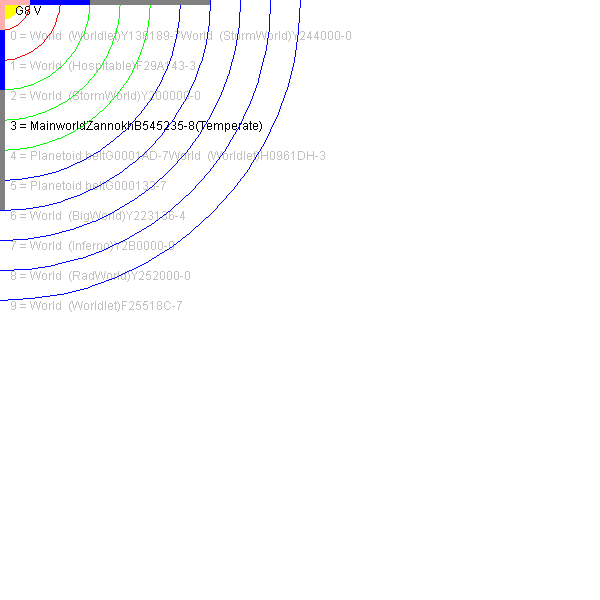 G8 V
0 = World (Worldlet)Y136189-7World (StormWorld)Y244000-0
1 = World (Hospitable)F29A143-3
2 = World (StormWorld)Y200000-0
3 = MainworldZannokhB545235-8(Temperate)
4 = Planetoid beltG0001AD-7World (Worldlet)H0961DH-3
5 = Planetoid beltG000133-7
6 = World (BigWorld)Y223136-4
7 = World (Inferno)Y2B0000-0
8 = World (RadWorld)Y252000-0
9 = World (Worldlet)F25518C-7